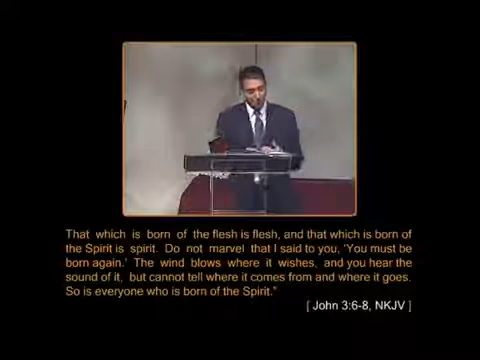 That which is born of the flesh is flesh, and that which is born of
the Spirit is spirit. Do not marvel that I said to you, 'You must be
born again.' The wind blows where it wishes, and you hear the
sound of it, but cannot tell where it comes from and where it goes.
So is everyone who is born of the Spirit."
[ John 3:6-8, NKJV ]